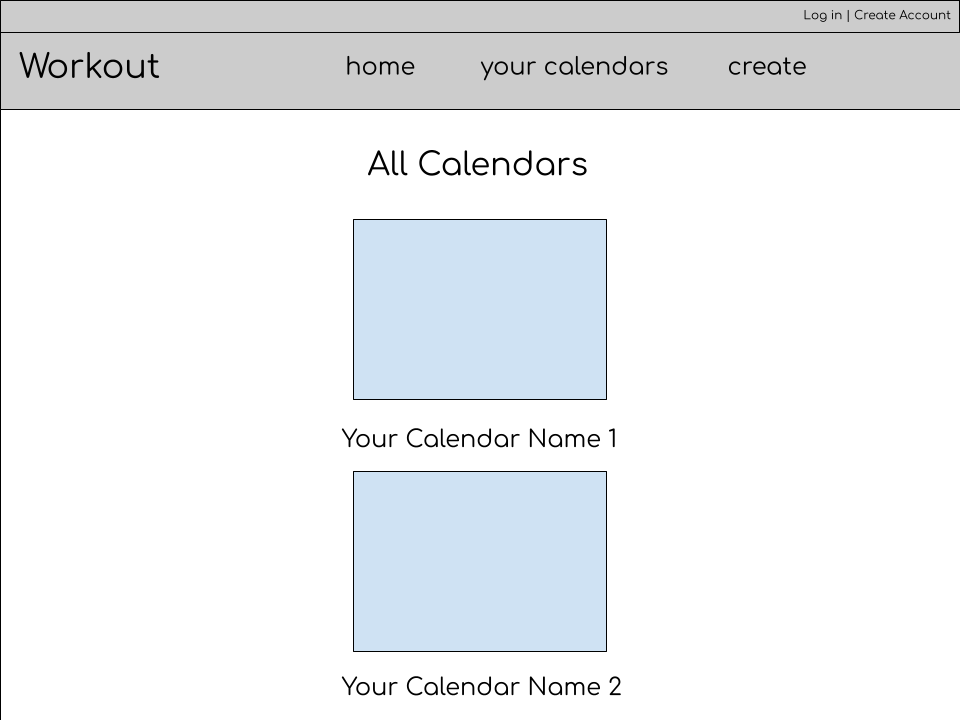 Log in | Create Account
Workout home your calendars create
All Calendars
Your Calendar Name 1
Your Calendar Name 2